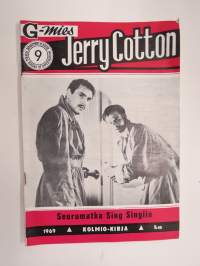 G-mies
9
Jerry Cotton
Seuramatka Sing Singiin
1969 ▲ KOLMIO-KIRJA ▲